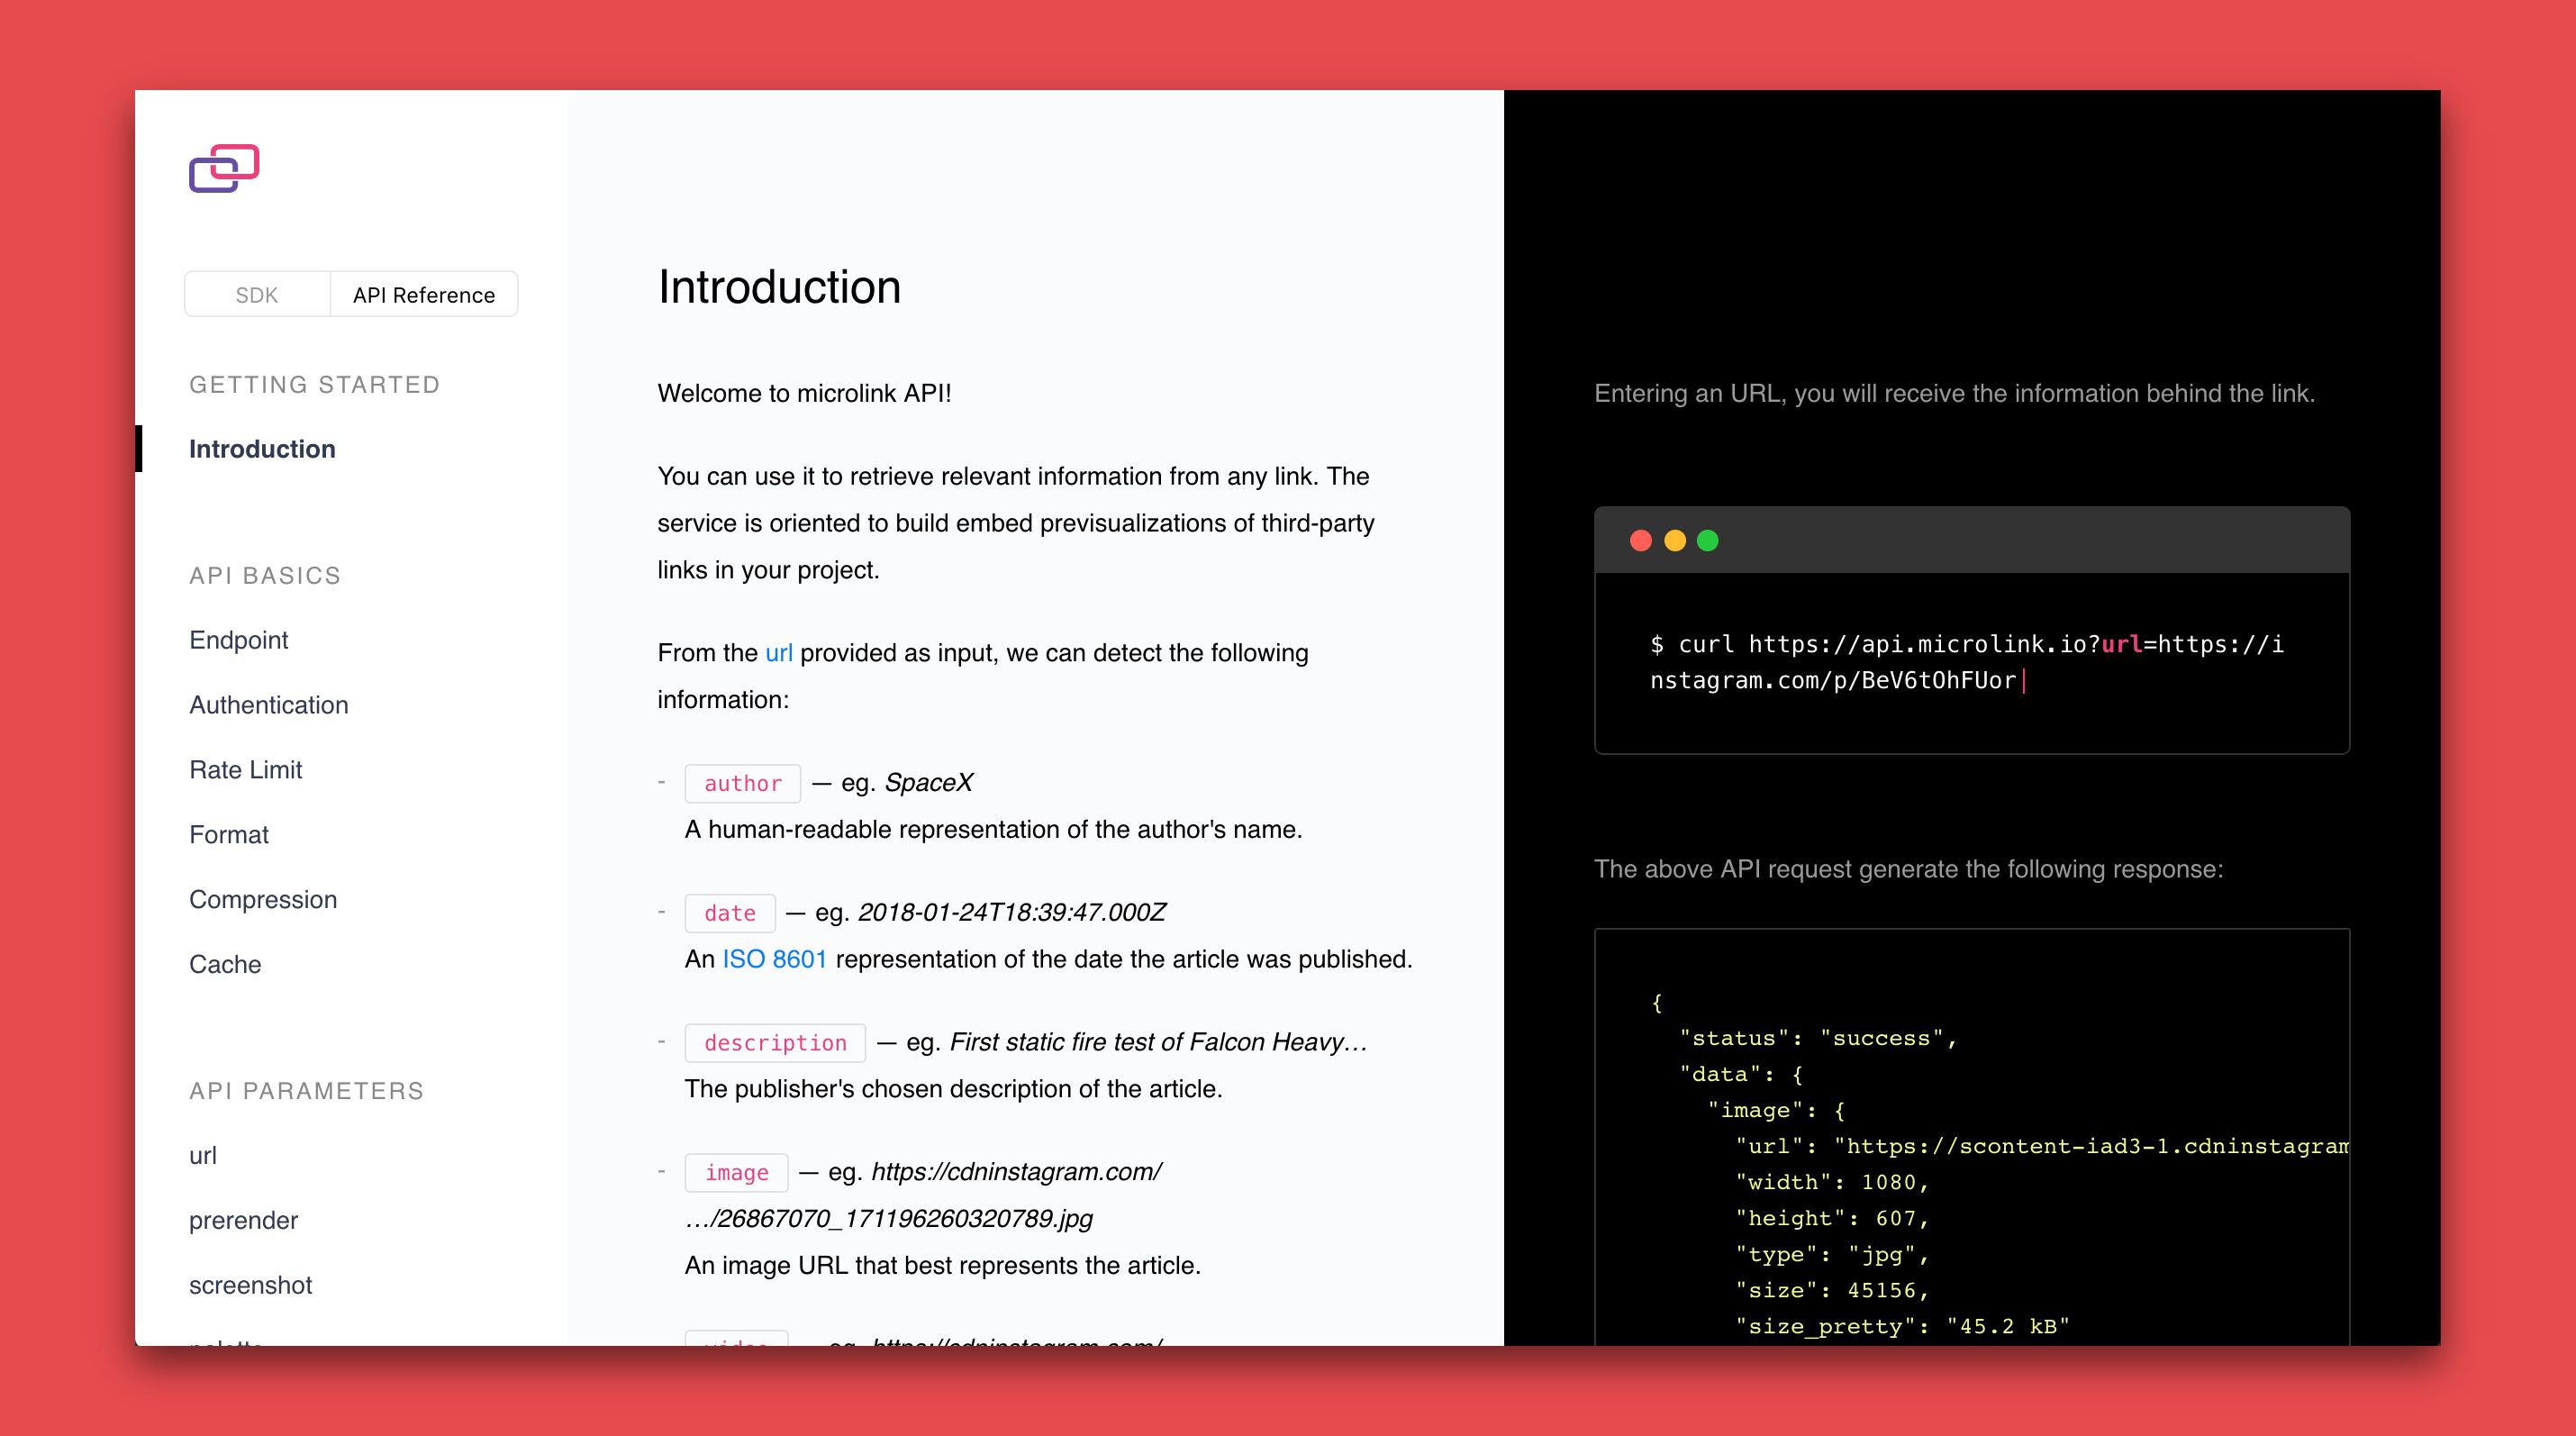 SDK
API Reference
GETTING STARTED
Introduction
API BASICS
Endpoint
Authentication
Rate Limit
Format
Compression
Cache
API PARAMETERS
url
prerender
screenshot
palette
Introduction
Welcome to microlink API!
You can use it to retrieve relevant information from any link. The
service is oriented to build embed previsualizations of third-party
links in your project.
From the url provided as input, we can detect the following
information:
- author — eg. SpaceX
A human-readable representation of the author's name.
- date — eg. 2018-01-24T18:39:47.000Z
An ISO 8601 representation of the date the article was published.
- description — eg. First static fire test of Falcon Heavy…
The publisher's chosen description of the article.
- image — eg. https://cdninstagram.com/
…/26867070_171196260320789.jpg
An image URL that best represents the article.
video — eg. https://cdninstagram.com/
Entering an URL, you will receive the information behind the link.
$ curl https://api.microlink.io?url=https://i
nstagram.com/p/BeV6tOhFUor
The above API request generate the following response:
{
"status": "success",
"data": {
"image": {
"url": "https://scontent-iad3-1.cdninstagram
"width": 1080,
"height": 607,
"type": "jpg",
"size": 45156,
"size_pretty": "45.2 kB"